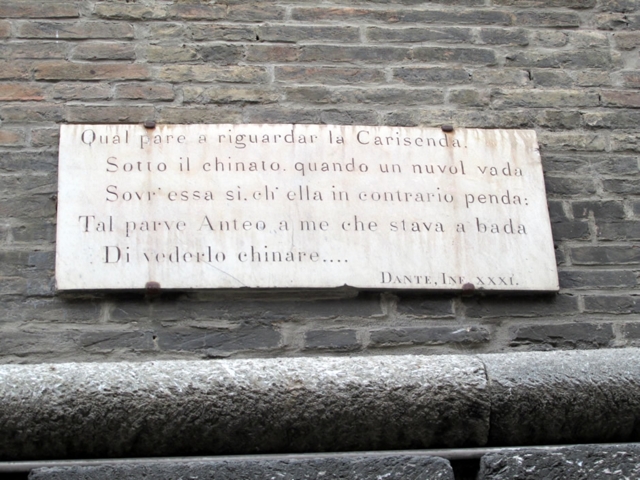 Qual pare a riguardar la Carisenda.
Sotto il chinato. quando un nuvol vada
Sovr'essa si. ch'ella in contrario penda:
Tal parve Anteo a me che stava a bada
Di vederlo chinare....
DANTE, INF. XXXI.